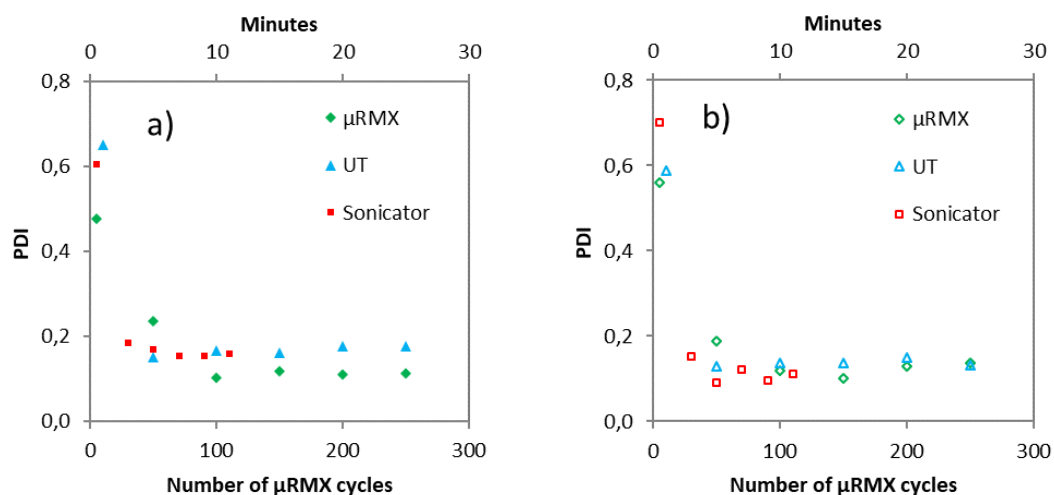 Minutes
0 10 20 30
0,8
0,6
0,4
0,2
0,0
PDI
a)
µRMX
UT
Sonicator
0 100 200 300
Number of µRMX cycles
Minutes
0 10 20 30
0,8
0,6
0,4
0,2
0,0
PDI
b)
µRMX
UT
Sonicator
0 100 200 300
Number of µRMX cycles